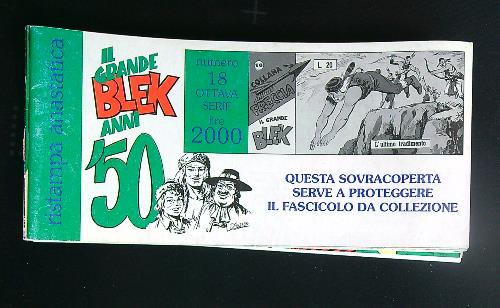 ristampa anastatica
IL
GRANDE
BLEK
ANNI
'50
numero
18
OTTAVA
SERIE
lire
2000
COLLANA
FRECCIA
IL GRANDE
BLEK
L. 20
L'ultimo tradimento
QUESTA SOVRACOPERTA
SERVE A PROTEGGERE
IL FASCICOLO DA COLLEZIONE